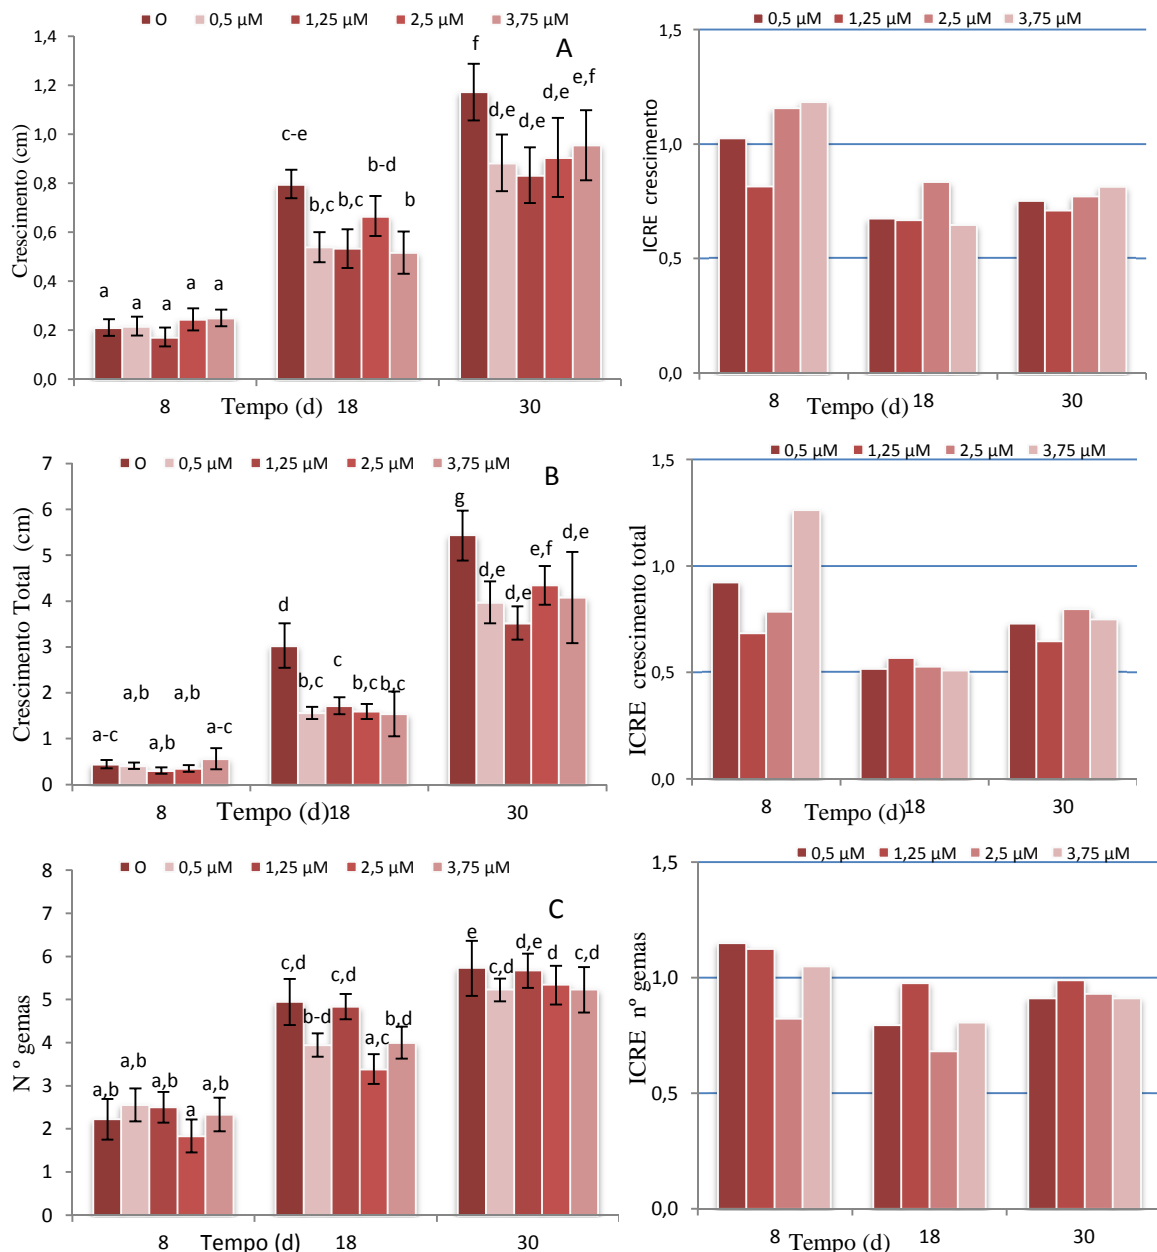 O 0,5 µM 1,25 µM 2,5 µM 3,75 µM
1,4
1,2
1,0
0,8
0,6
0,4
0,2
0,0
Crescimento (cm)
A
a a a a a
c-e b,c b,c b-d b
f d,e d,e d,e e,f
8 Tempo (d) 18 30
0,5 µM 1,25 µM 2,5 µM 3,75 µM
1,5
1,0
0,5
0,0
ICRE crescimento
8 Tempo (d) 18 30
O 0,5 µM 1,25 µM 2,5 µM 3,75 µM
7
6
5
4
3
2
1
0
Crescimento Total (cm)
B
a-c a,b a,b a,b a-c
d b,c c b,c b,c
g d,e d,e e,f d,e
8 Tempo (d) 18 30
0,5 µM 1,25 µM 2,5 µM 3,75 µM
1,5
1,0
0,5
0,0
ICRE crescimento total
8 Tempo (d) 18 30
O 0,5 µM 1,25 µM 2,5 µM 3,75 µM
8
7
6
5
4
3
2
1
0
N º gemas
C
a,b a,b a,b a a,b
c,d b-d c,d a,c b,d
e c,d d,e d c,d
8 Tempo (d) 18 30
0,5 µM 1,25 µM 2,5 µM 3,75 µM
1,5
1,0
0,5
0,0
ICRE nº gemas
8 Tempo (d) 18 30